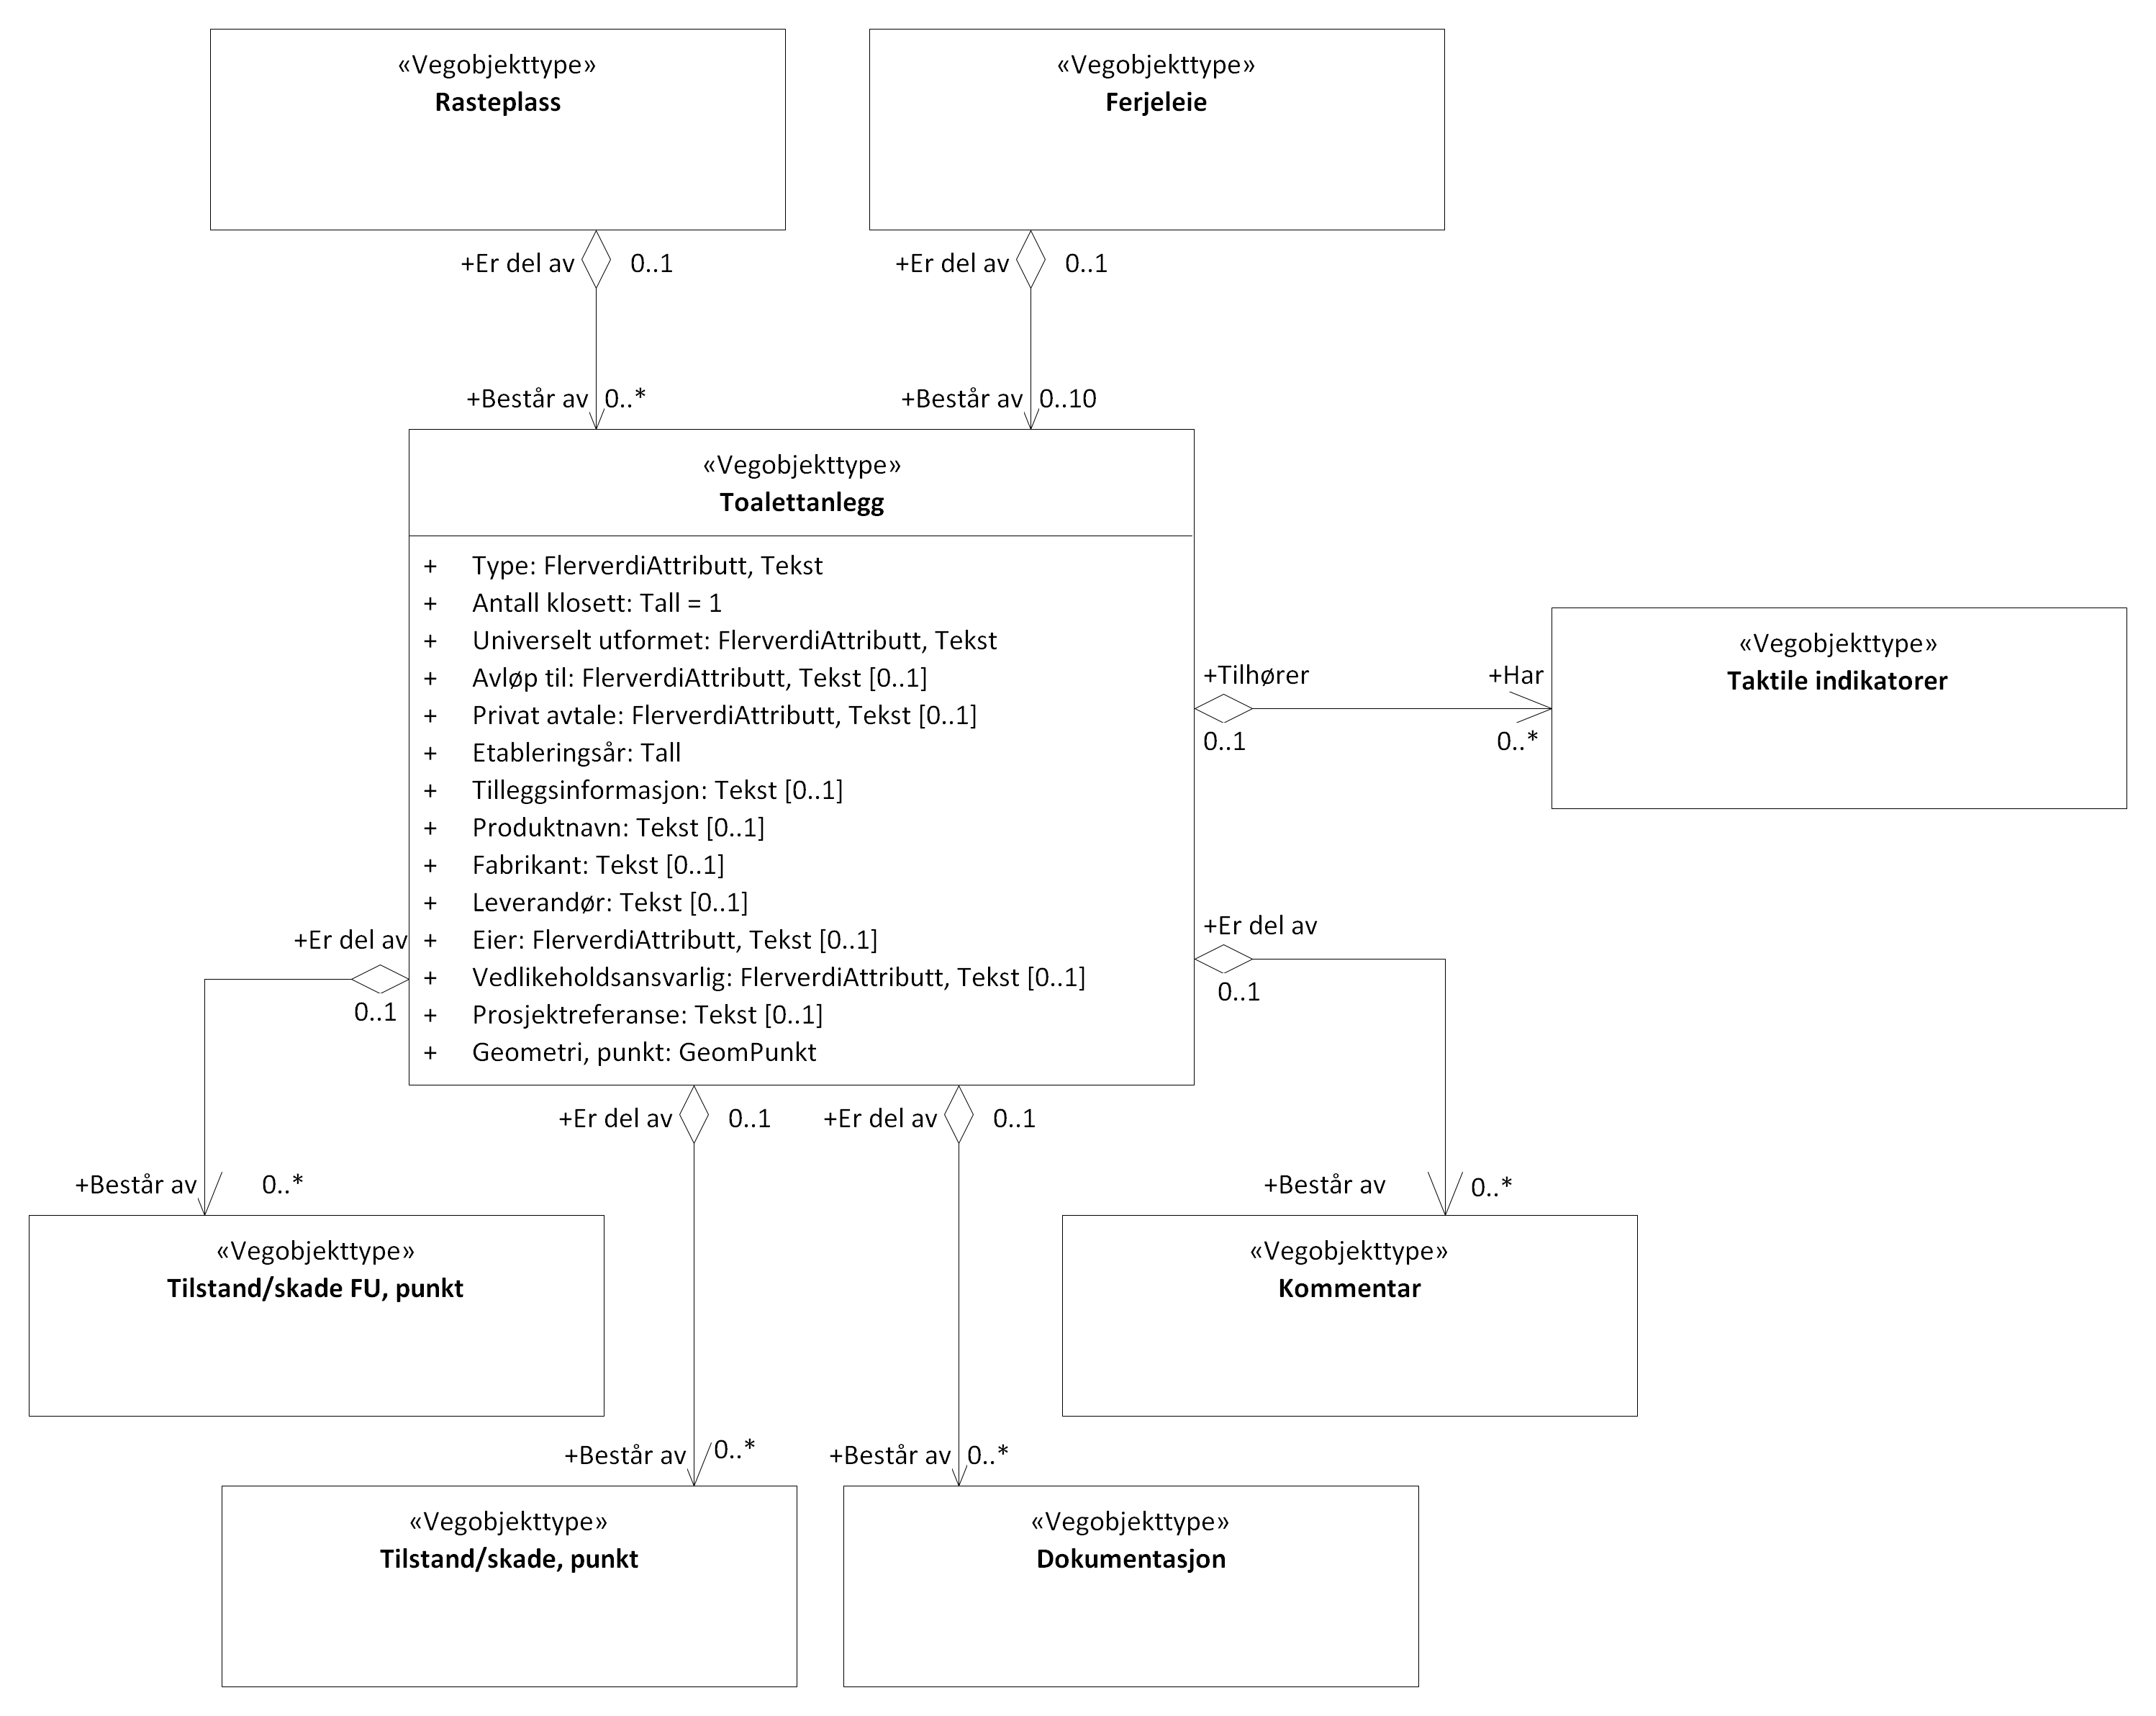 «Vegobjekttype»
Rasteplass
«Vegobjekttype»
Ferjeleie
+Er del av 0..1
+Er del av 0..1
+Består av 0..*
+Består av 0..10
«Vegobjekttype»
Toalettanlegg
+ Type: FlerverdiAttributt, Tekst
+ Antall klosett: Tall = 1
+ Universelt utformet: FlerverdiAttributt, Tekst
+ Avløp til: FlerverdiAttributt, Tekst [0..1]
+ Privat avtale: FlerverdiAttributt, Tekst [0..1]
+ Etableringsår: Tall
+ Tilleggsinformasjon: Tekst [0..1]
+ Produktnavn: Tekst [0..1]
+ Fabrikant: Tekst [0..1]
+ Leverandør: Tekst [0..1]
+ Eier: FlerverdiAttributt, Tekst [0..1]
+ Vedlikeholdsansvarlig: FlerverdiAttributt, Tekst [0..1]
+ Prosjektreferanse: Tekst [0..1]
+ Geometri, punkt: GeomPunkt
+Tilhører
+Har
0..1
0..*
«Vegobjekttype»
Taktile indikatorer
+Er del av
0..1
+Er del av
0..1
+Er del av 0..1
+Er del av 0..1
+Består av 0..*
+Består av 0..*
«Vegobjekttype»
Tilstand/skade FU, punkt
«Vegobjekttype»
Kommentar
+Består av 0..*
+Består av 0..*
«Vegobjekttype»
Tilstand/skade, punkt
«Vegobjekttype»
Dokumentasjon